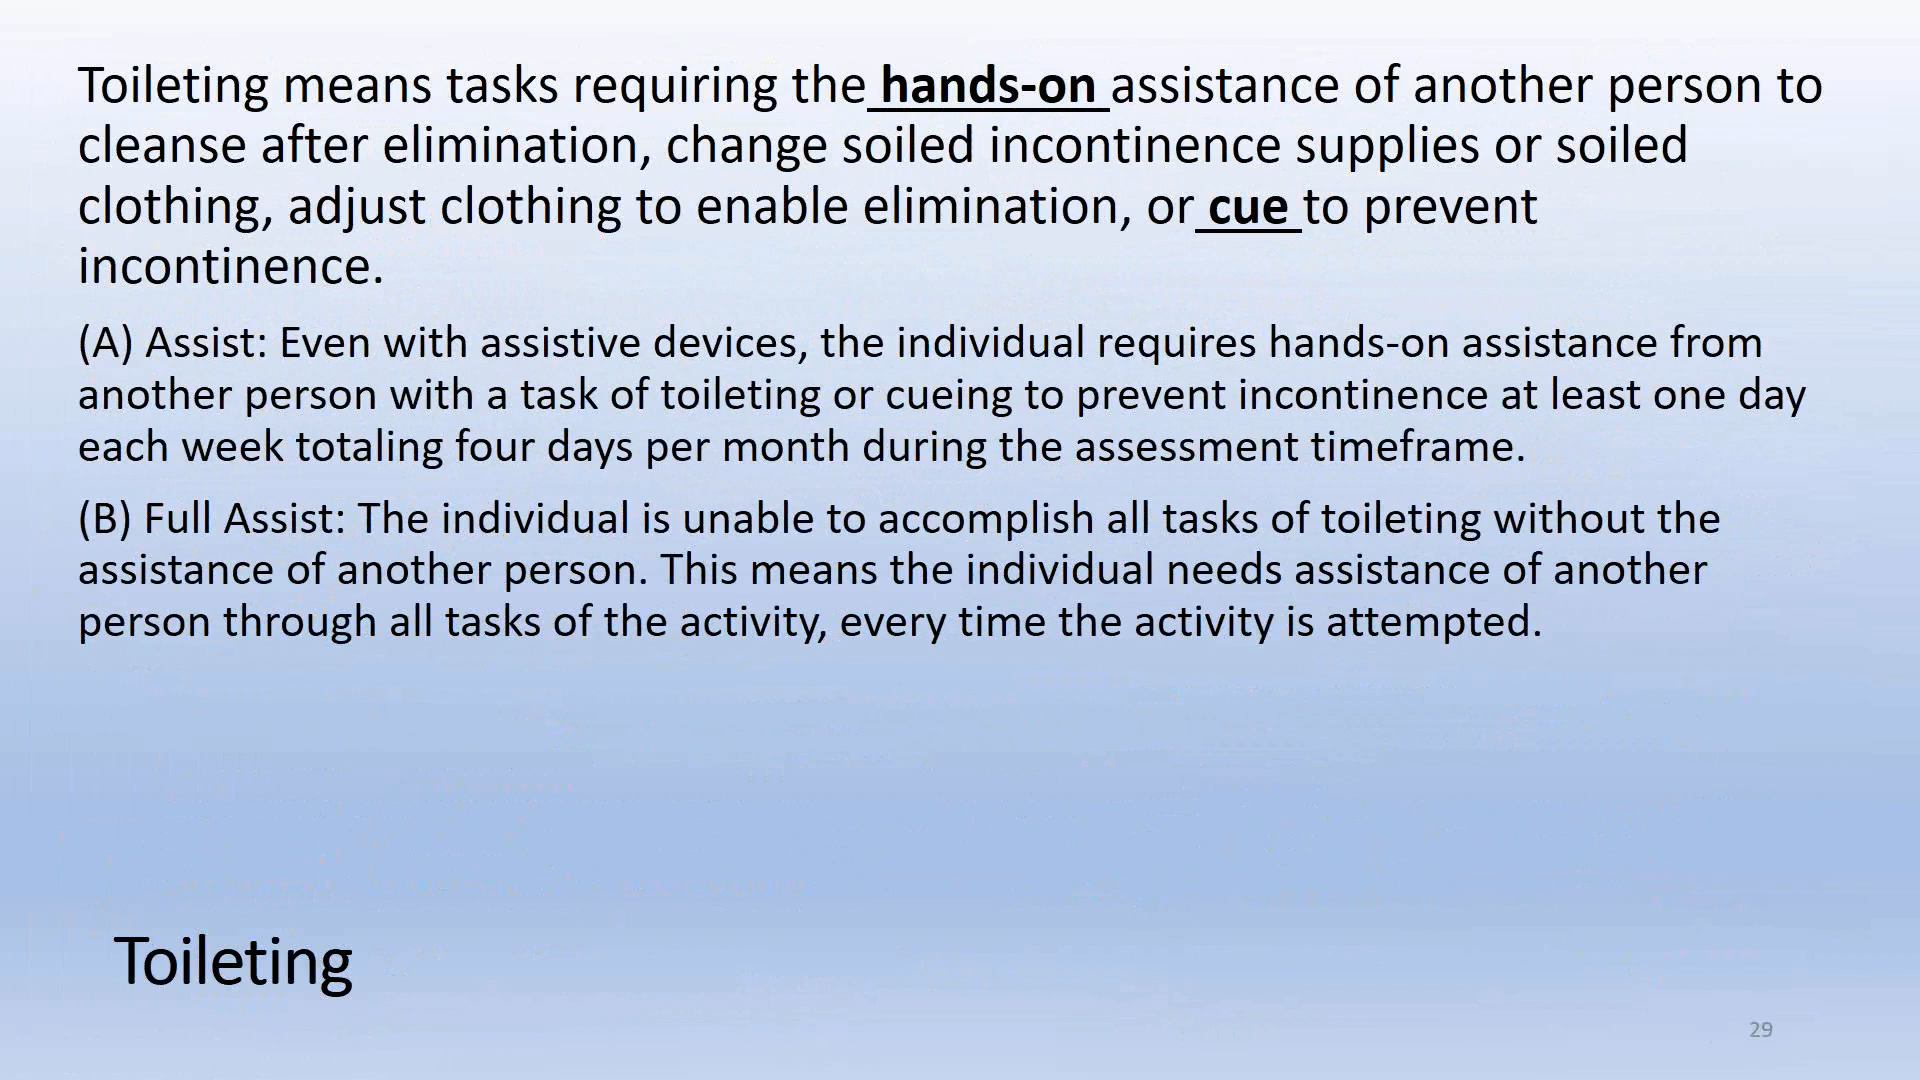 Toileting means tasks requiring the hands-on assistance of another person to
cleanse after elimination, change soiled incontinence supplies or soiled
clothing, adjust clothing to enable elimination, or cue to prevent
incontinence.
(A) Assist: Even with assistive devices, the individual requires hands-on assistance from
another person with a task of toileting or cueing to prevent incontinence at least one day
each week totaling four days per month during the assessment timeframe.
(B) Full Assist: The individual is unable to accomplish all tasks of toileting without the
assistance of another person. This means the individual needs assistance of another
person through all tasks of the activity, every time the activity is attempted.
Toileting
29